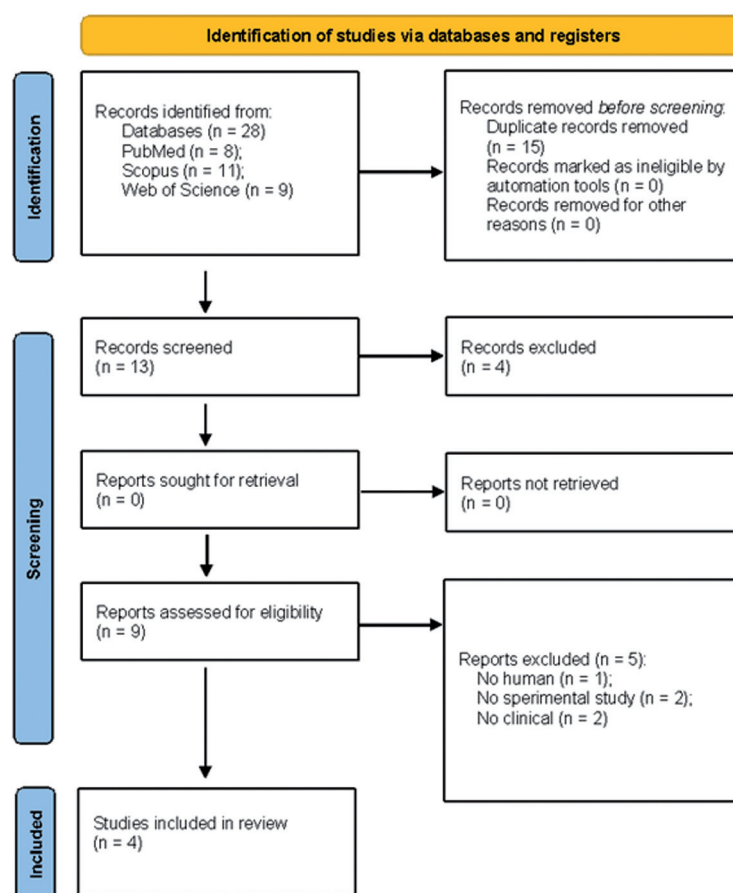 Identification of studies via databases and registers
Identification
Records identified from:
Databases (n = 28)
PubMed (n = 8);
Scopus (n = 11);
Web of Science (n = 9)
Records removed before screening:
Duplicate records removed
(n = 15)
Records marked as ineligible by
automation tools (n = 0)
Records removed for other
reasons (n = 0)
Screening
Records screened
(n = 13)
Records excluded
(n = 4)
Reports sought for retrieval
(n = 0)
Reports not retrieved
(n = 0)
Reports assessed for eligibility
(n = 9)
Reports excluded (n = 5):
No human (n = 1);
No sperimental study (n = 2);
No clinical (n = 2)
Included
Studies included in review
(n = 4)